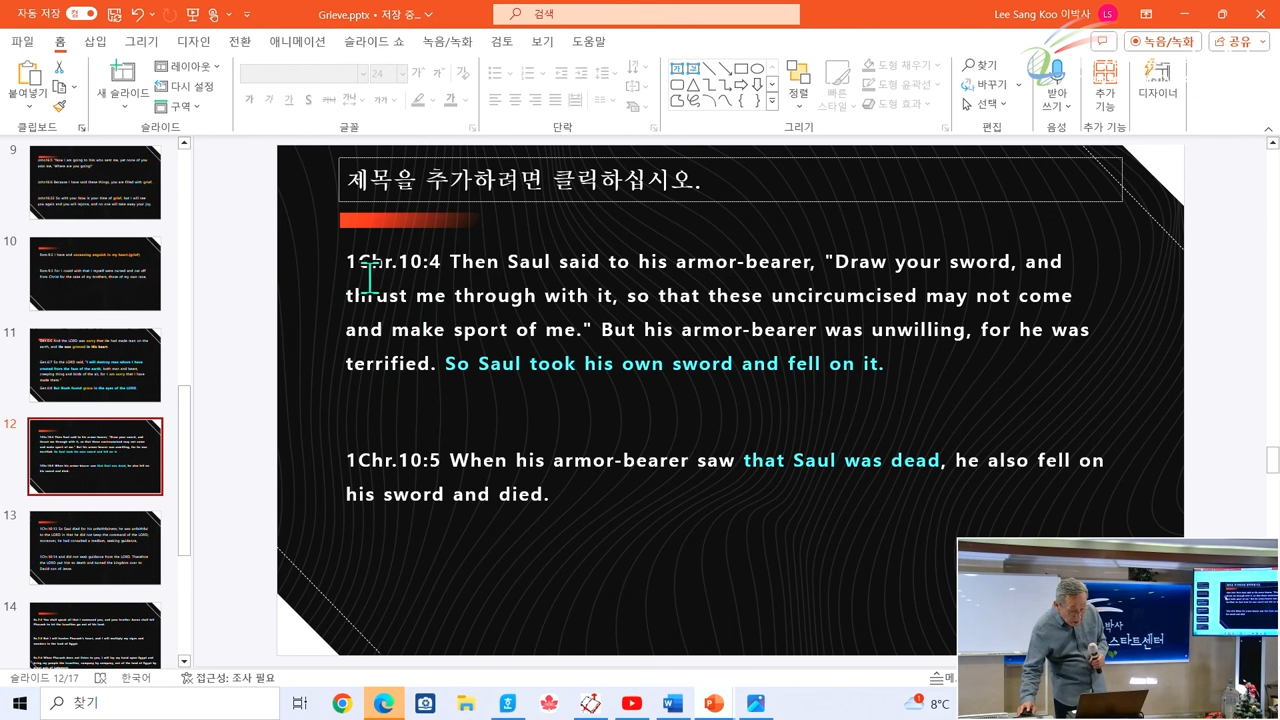 자동 저장
Grieve.pptx • 저장 중...
검색
Lee Sang Koo 이박사
LS
파일 홈 삽입 그리기 디자인 전환 애니메이션 슬라이드 쇼 녹음/녹화 검토 보기 도움말
녹음/녹화 공유
붙여넣기
새 슬라이드
레이아웃
다시 설정
구역
24
정렬
빠른 스타일
도형 채우기
도형 윤곽선
도형 효과
찾기
바꾸기
선택
받아쓰기
추가 기능
디자이너
클립보드 슬라이드 글꼴 단락 그리기 편집 음성 추가 기능
9
10
11
12
13
14
제목을 추가하려면 클릭하십시오.
1Chr.10:4 Then Saul said to his armor-bearer, "Draw your sword, and
thrust me through with it, so that these uncircumcised may not come
and make sport of me." But his armor-bearer was unwilling, for he was
terrified. So Saul took his own sword and fell on it.
1Chr.10:5 When his armor-bearer saw that Saul was dead, he also fell on
his sword and died.
박사
스타트센터
슬라이드 12/17 한국어 접근성: 조사 필요
찾기
8°C